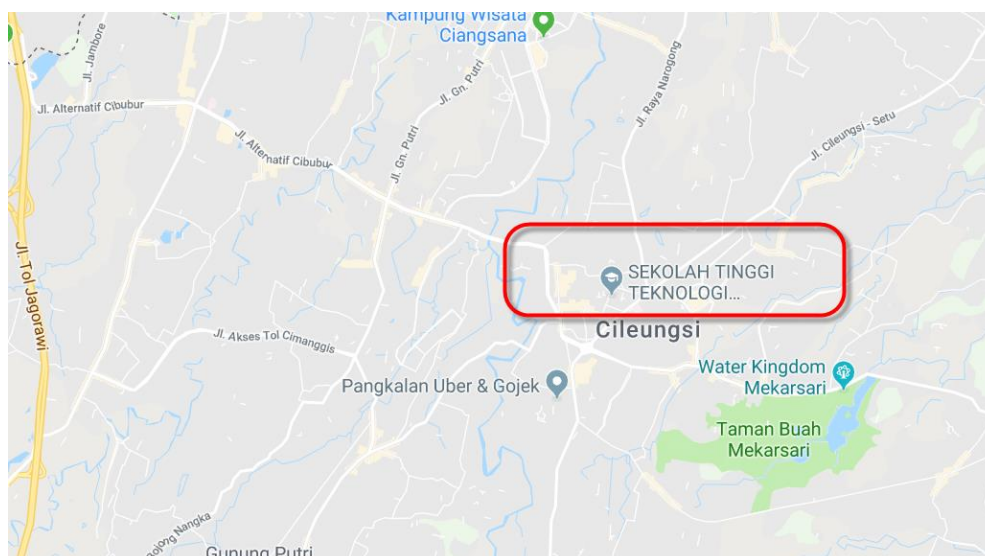 Kampung Wisata
Ciangsana
Jl. Jambore
Jl. Gn. Putri
Jl. Raya Narogong
Jl. Alternatif Cibubur
Jl. Cileungsi - Setu
Jl. Alternatif Cibubur
Jl. Gn. Putri
Jl. Tol Jagorawi
SEKOLAH TINGGI
TEKNOLOGI...
Cileungsi
Jl. Akses Tol Cimanggis
Water Kingdom
Mekarsari
Pangkalan Uber & Gojek
Taman Buah
Mekarsari
Nangka
Gunung Putri